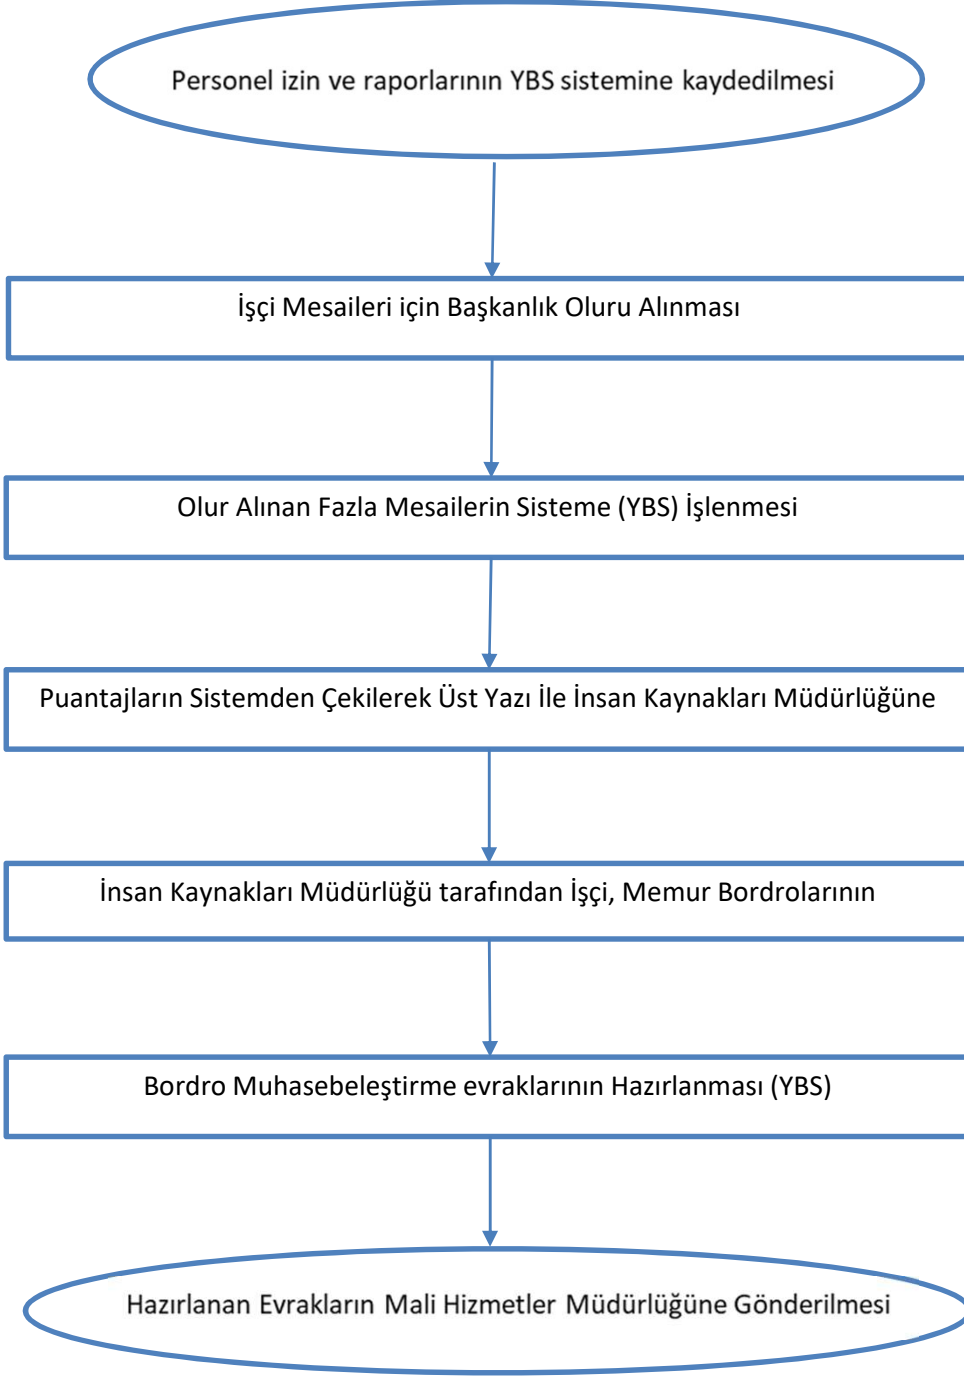 Personel izin ve raporlarının YBS sistemine kaydedilmesi
İşçi Mesaileri için Başkanlık Oluru Alınması
Olur Alınan Fazla Mesailerin Sisteme (YBS) İşlenmesi
Puantajların Sistemden Çekilerek Üst Yazı İle İnsan Kaynakları Müdürlüğüne
İnsan Kaynakları Müdürlüğü tarafından İşçi, Memur Bordrolarının
Bordro Muhasebeleştirme evraklarının Hazırlanması (YBS)
Hazırlanan Evrakların Mali Hizmetler Müdürlüğüne Gönderilmesi